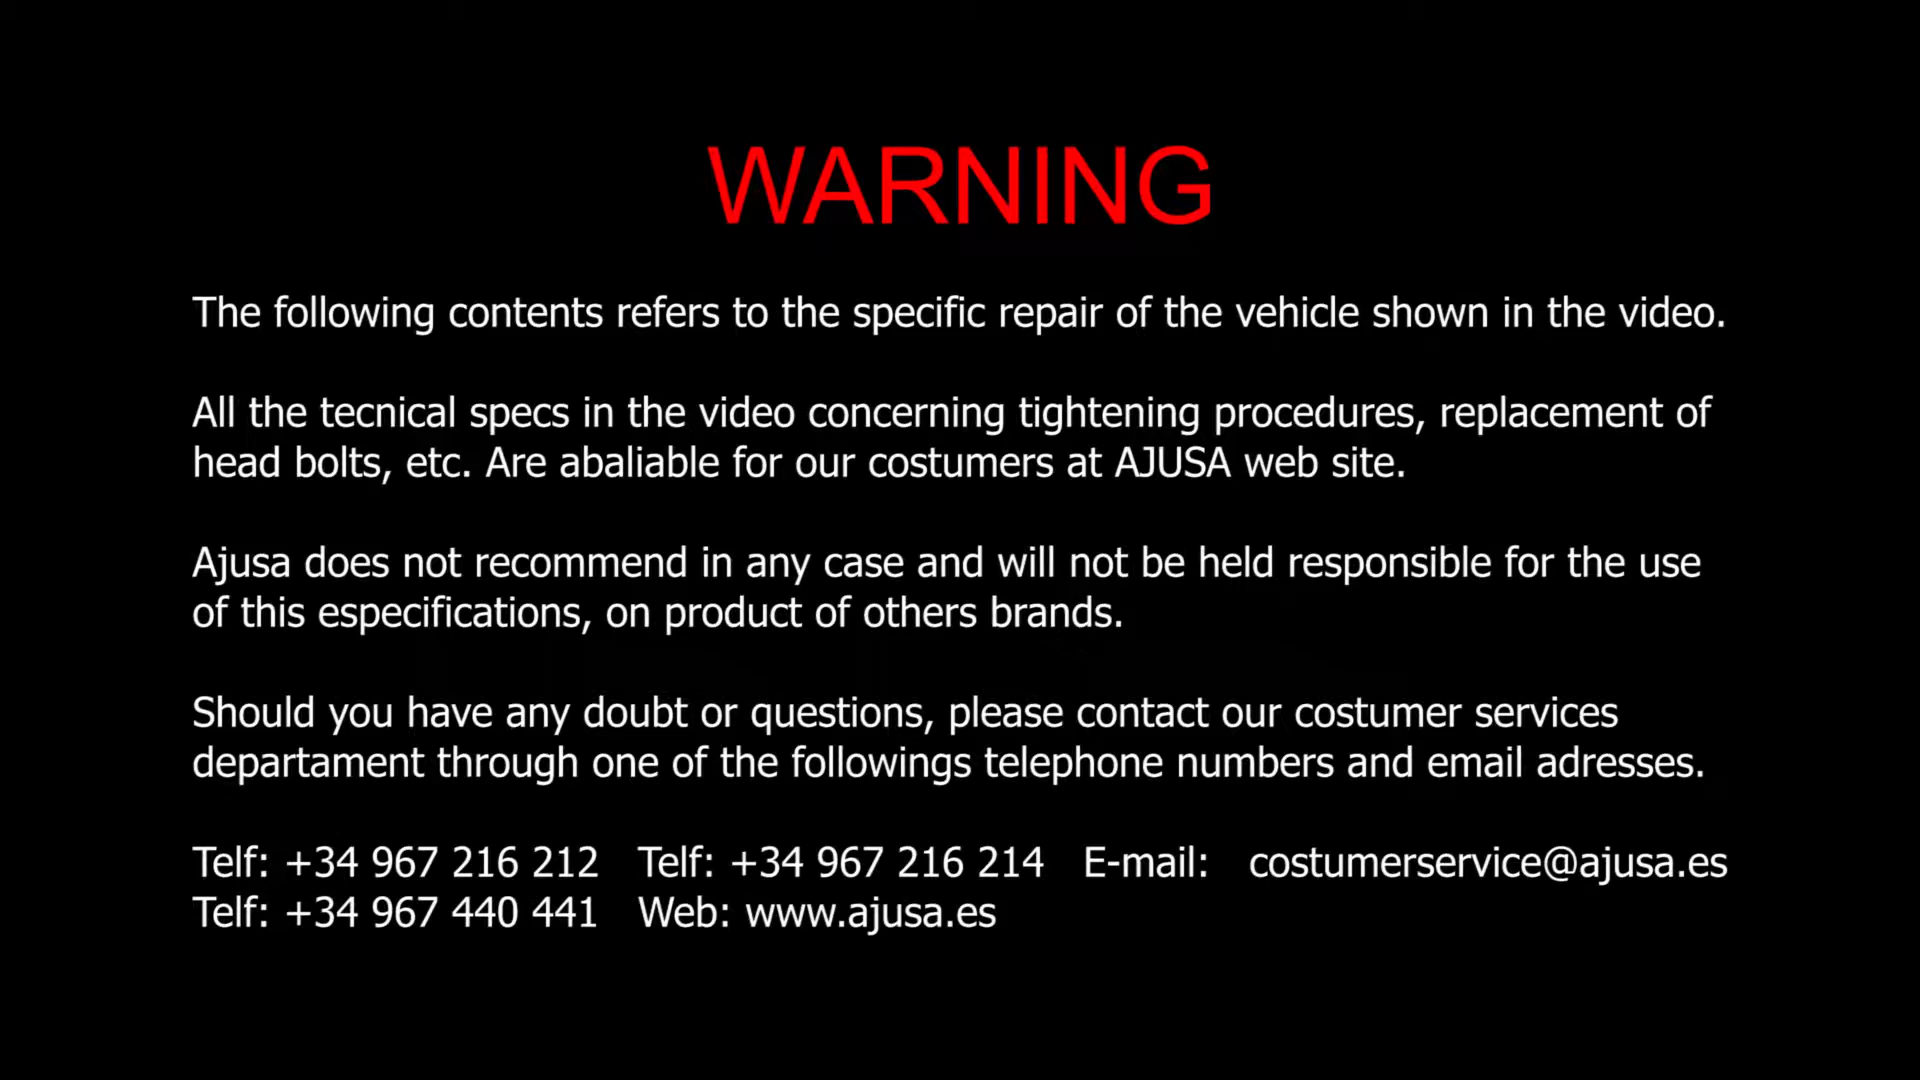 WARNING
The following contents refers to the specific repair of the vehicle shown in the video.
All the tecnical specs in the video concerning tightening procedures, replacement of
head bolts, etc. Are abaliable for our costumers at AJUSA web site.
Ajusa does not recommend in any case and will not be held responsible for the use
of this especifications, on product of others brands.
Should you have any doubt or questions, please contact our costumer services
departament through one of the followings telephone numbers and email adresses.
Telf: +34 967 216 212   Telf: +34 967 216 214   E-mail:   costumerservice@ajusa.es
Telf: +34 967 440 441   Web: www.ajusa.es